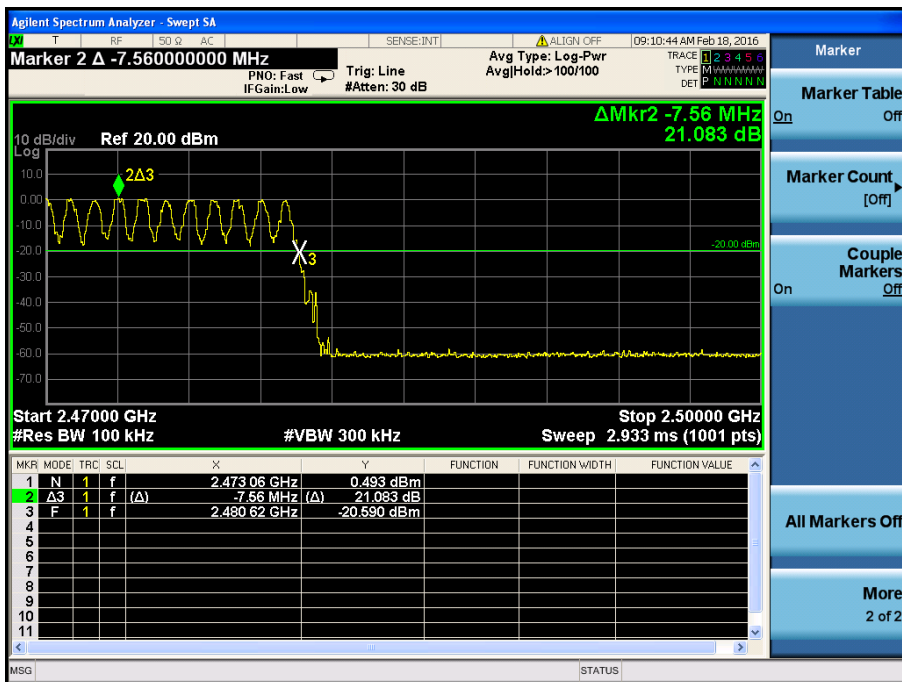 Agilent Spectrum Analyzer - Swept SA
LXI T RF 50 Ω AC SENSE:INT ALIGN OFF 09:10:44 AM Feb 18, 2016
Marker 2 Δ -7.560000000 MHz
PNO: Fast
IFGain:Low
Trig: Line
#Atten: 30 dB
Avg Type: Log-Pwr
Avg|Hold:>100/100
TRACE 1 2 3 4 5 6
TYPE M
DET P N N N N N
ΔMkr2 -7.56 MHz
21.083 dB
10 dB/div
Log
Ref 20.00 dBm
10.0
0.00
-10.0
-20.0
-30.0
-40.0
-50.0
-60.0
-70.0
2Δ3
3
-20.00 dBm
Start 2.47000 GHz
Stop 2.50000 GHz
#Res BW 100 kHz
#VBW 300 kHz
Sweep 2.933 ms (1001 pts)
MKR MODE TRC SCL X Y FUNCTION FUNCTION WIDTH FUNCTION VALUE
1 N 1 f 2.473 06 GHz 0.493 dBm
2 Δ3 1 f (Δ) -7.56 MHz (Δ) 21.083 dB
3 F 1 f 2.480 62 GHz -20.590 dBm
4
5
6
7
8
9
10
11
MSG
STATUS
Marker
Marker Table
On Off
Marker Count
[Off]
Couple
Markers
On Off
All Markers Off
More
2 of 2